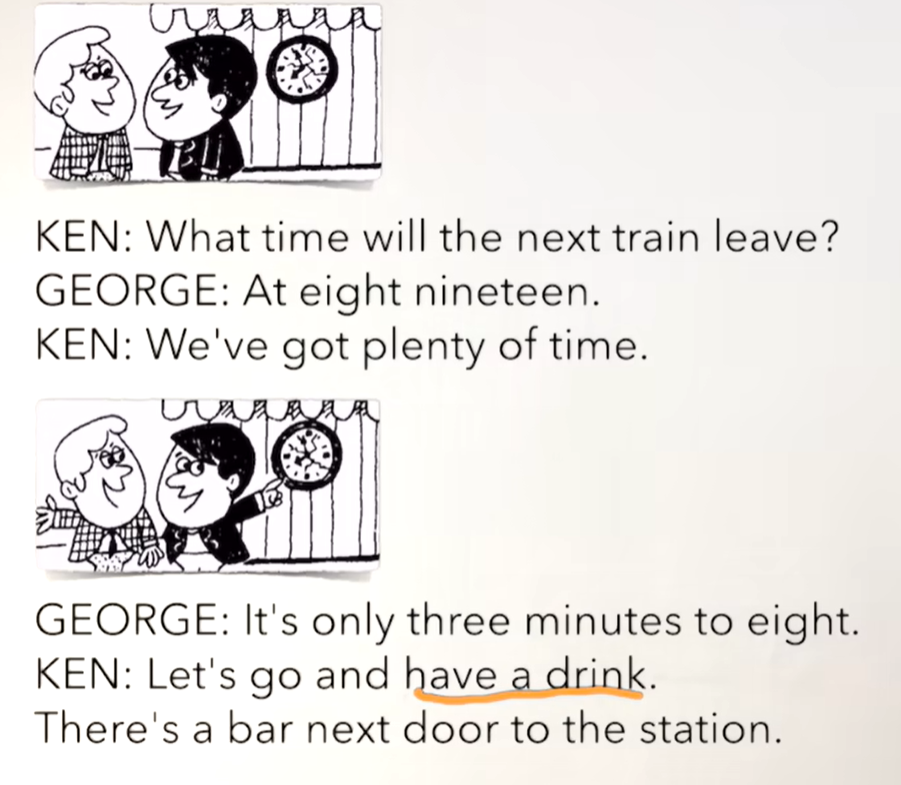 KEN: What time will the next train leave?
GEORGE: At eight nineteen.
KEN: We've got plenty of time.
GEORGE: It's only three minutes to eight.
KEN: Let's go and have a drink.
There's a bar next door to the station.